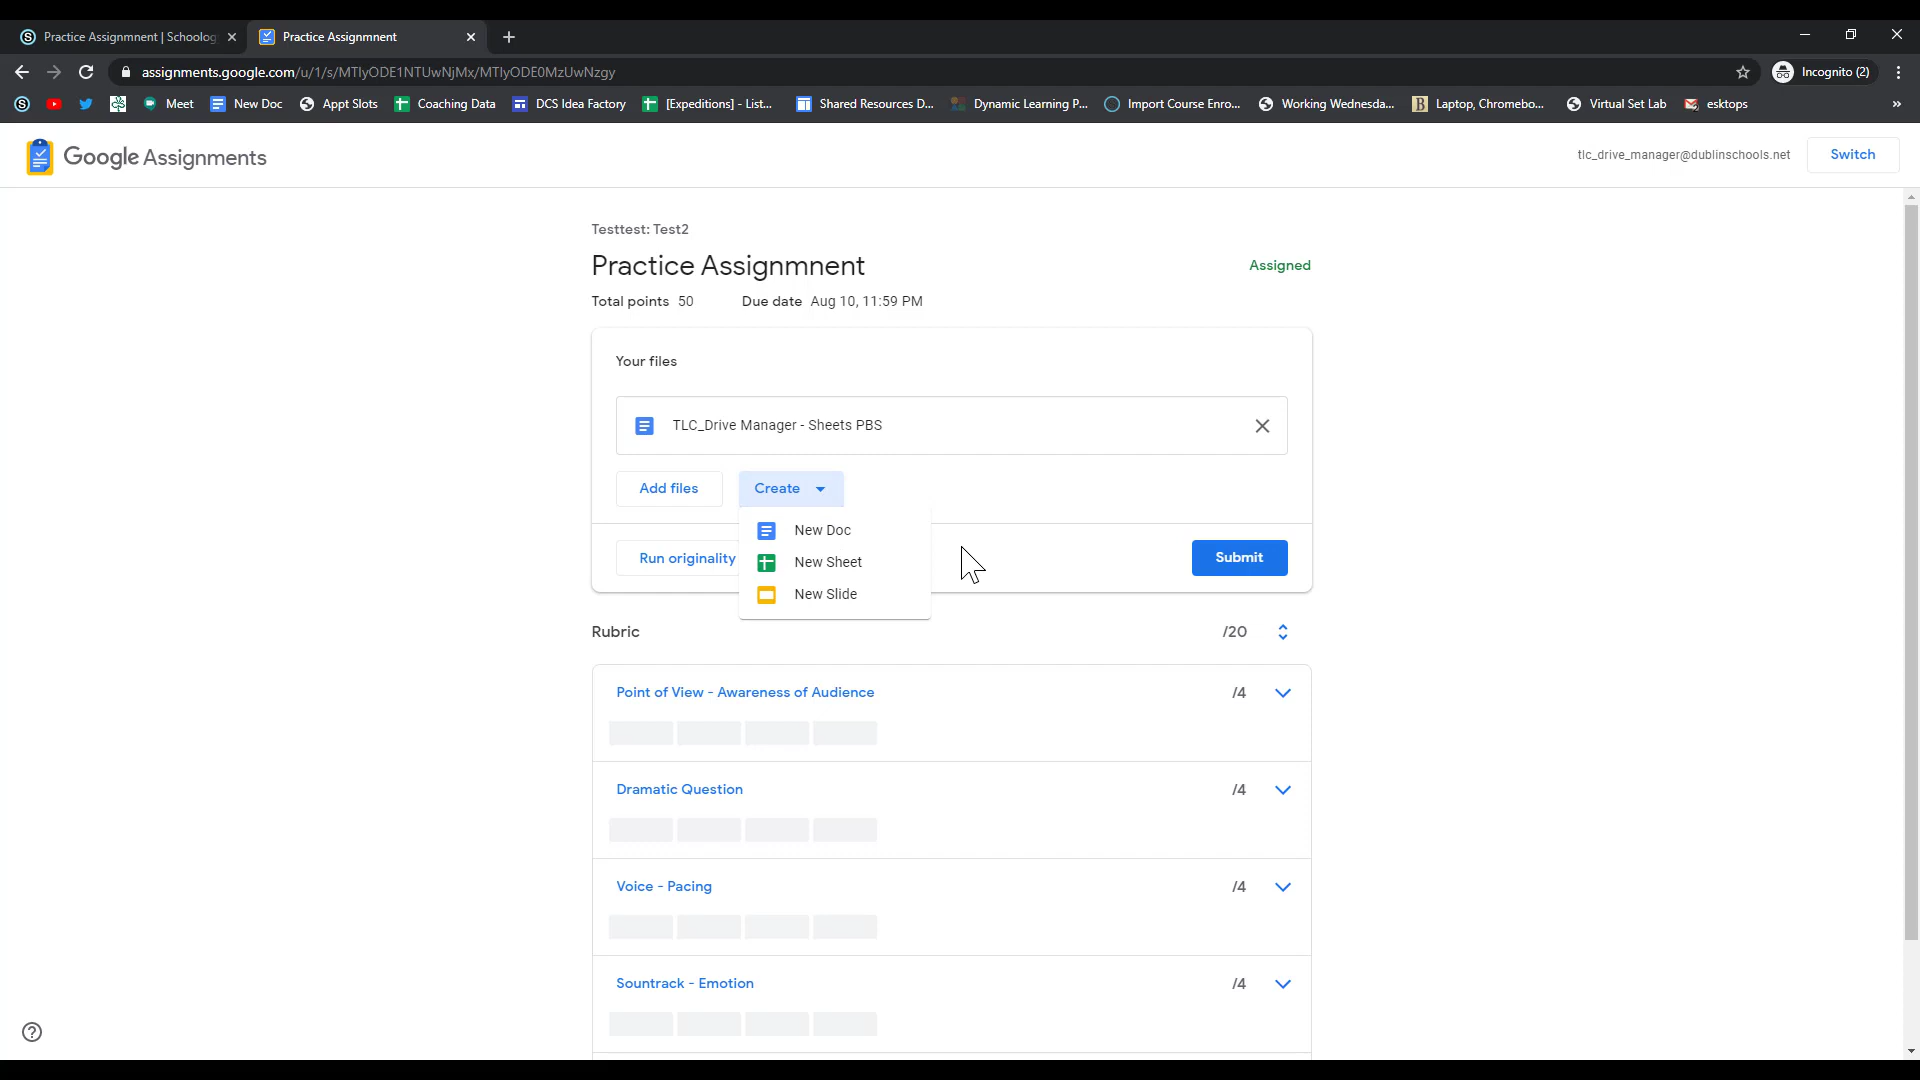 Practice Assignmnent | Schoolog
Practice Assignmnent
assignments.google.com/u/1/s/MTIyODE1NTUwNjMx/MTIyODE0MzUwNzgy
Incognito (2)
Meet
New Doc
Appt Slots
Coaching Data
DCS Idea Factory
[Expeditions] - List...
Shared Resources D...
Dynamic Learning P...
Import Course Enro...
Working Wednesda...
Laptop, Chromebo...
Virtual Set Lab
esktops
Google Assignments
tlc_drive_manager@dublinschools.net
Switch
Testtest: Test2
Practice Assignmnent
Assigned
Total points 50
Due date Aug 10, 11:59 PM
Your files
TLC_Drive Manager - Sheets PBS
Add files
Create
New Doc
New Sheet
New Slide
Run originality
Submit
Rubric
/20
Point of View - Awareness of Audience
/4
Dramatic Question
/4
Voice - Pacing
/4
Sountrack - Emotion
/4